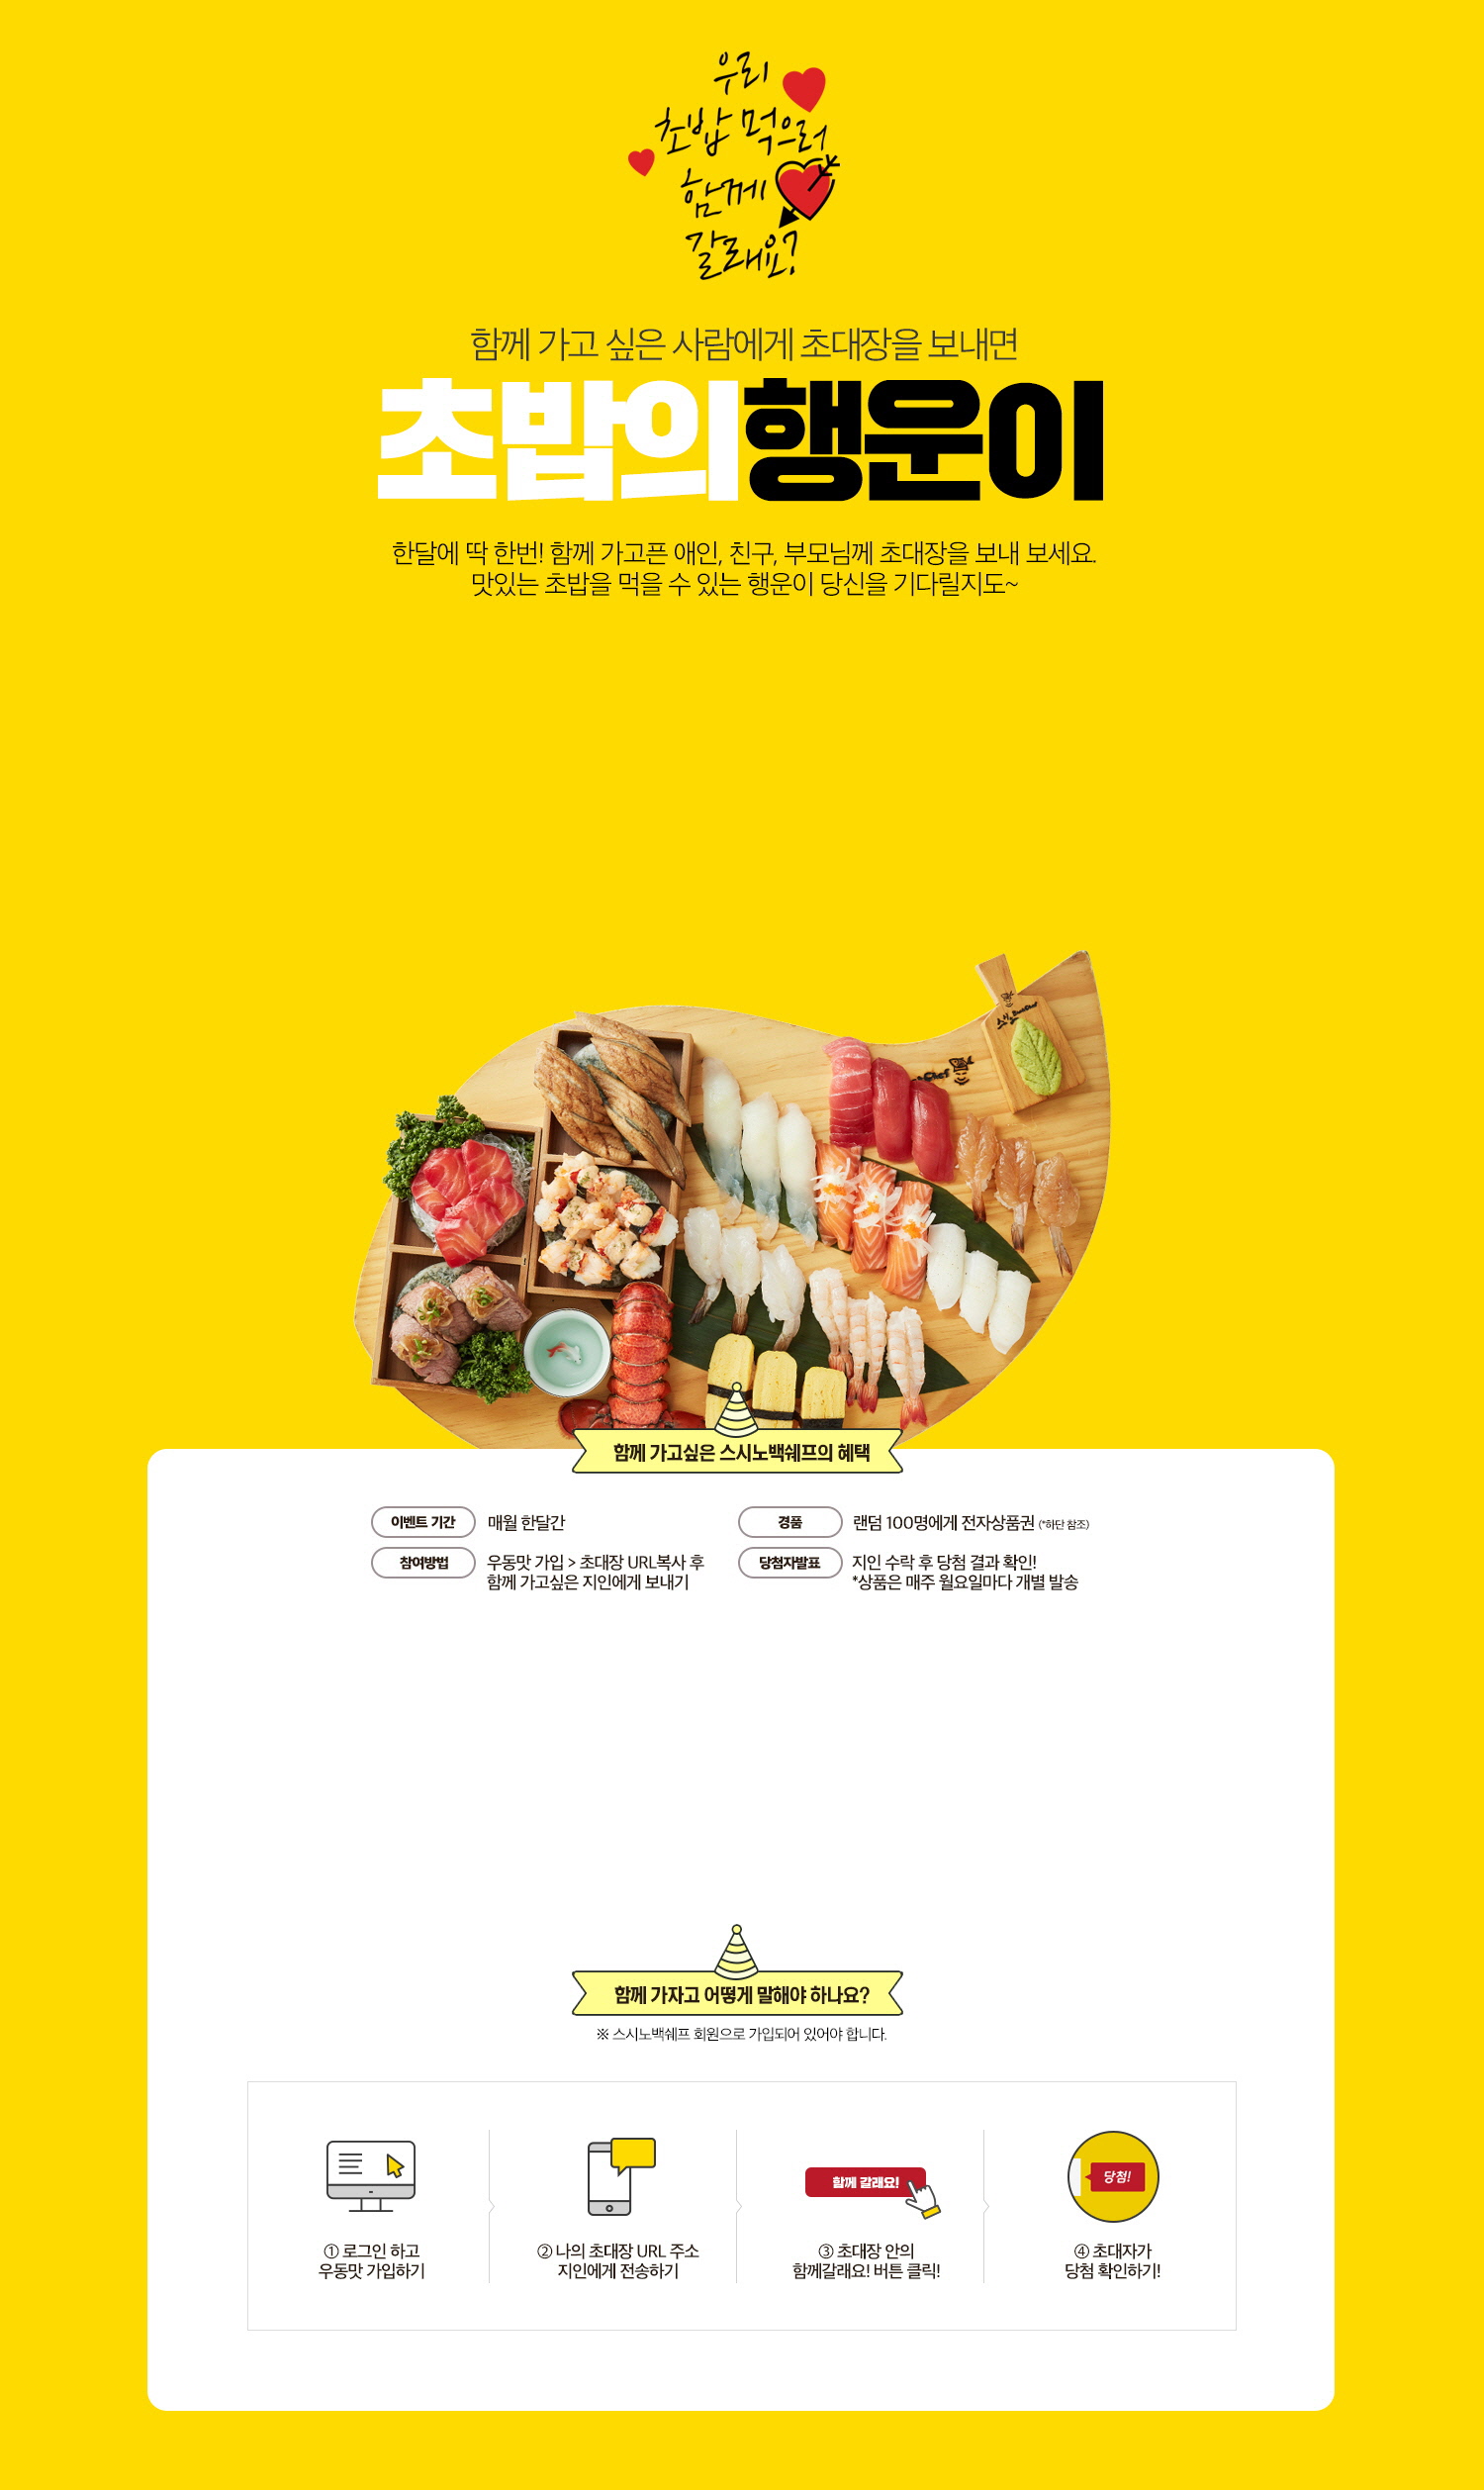 우리
초밥 먹으러
함께
갈래요?
함께 가고 싶은 사람에게 초대장을 보내면
초밥의행운이
한달에 딱 한번! 함께 가고픈 애인, 친구, 부모님께 초대장을 보내 보세요.
맛있는 초밥을 먹을 수 있는 행운이 당신을 기다릴지도~
함께 가고싶은 스시노백쉐프의 혜택
이벤트 기간 매월 한달간
경품 랜덤 100명에게 전자상품권 (*하단 참조)
참여방법 우동맛 가입 > 초대장 URL복사 후
함께 가고싶은 지인에게 보내기
당첨자발표 지인 수락 후 당첨 결과 확인!
*상품은 매주 월요일마다 개별 발송
함께 가자고 어떻게 말해야 하나요?
※ 스시노백쉐프 회원으로 가입되어 있어야 합니다.
① 로그인 하고
우동맛 가입하기
② 나의 초대장 URL 주소
지인에게 전송하기
함께 갈래요!
③ 초대장 안의
함께갈래요! 버튼 클릭!
당첨!
④ 초대자가
당첨 확인하기!